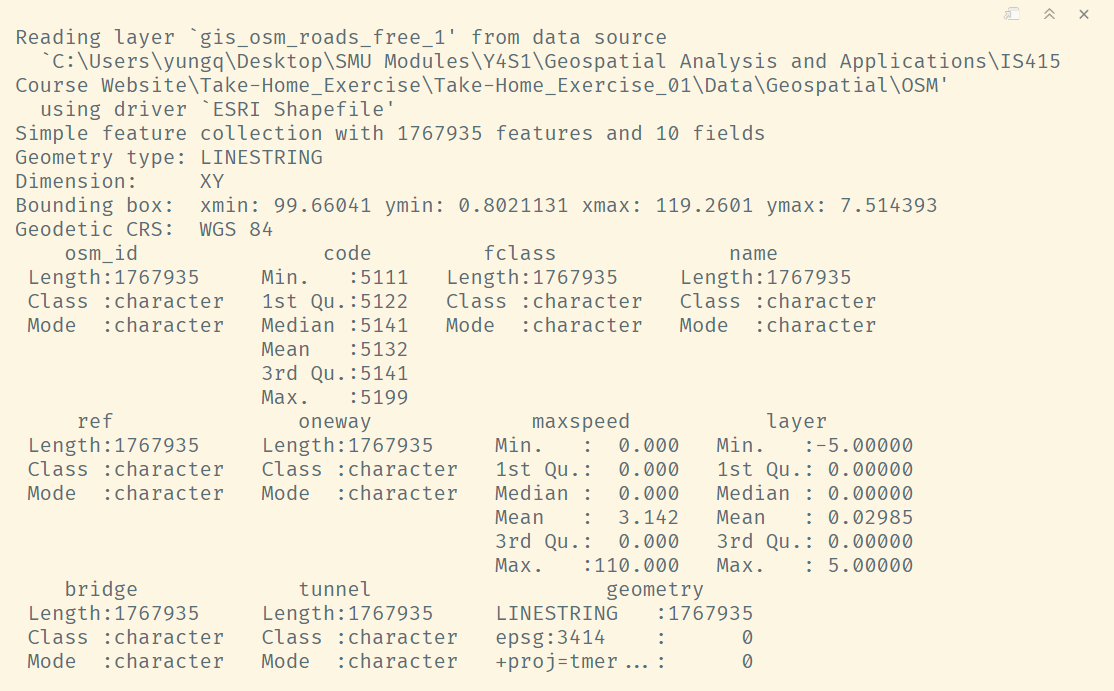 Reading layer `gis_osm_roads_free_1' from data source
  `C:\Users\yungq\Desktop\SMU Modules\Y4S1\Geospatial Analysis and Applications\IS415
Course Website\Take-Home_Exercise\Take-Home_Exercise_01\Data\Geospatial\OSM'
  using driver `ESRI Shapefile'
Simple feature collection with 1767935 features and 10 fields
Geometry type: LINESTRING
Dimension:     XY
Bounding box:  xmin: 99.66041 ymin: 0.8021131 xmax: 119.2601 ymax: 7.514393
Geodetic CRS:  WGS 84
    osm_id               code         fclass              name
 Length:1767935     Min.   :5111   Length:1767935     Length:1767935
 Class :character   1st Qu.:5122   Class :character   Class :character
 Mode  :character   Median :5141   Mode  :character   Mode  :character
                    Mean   :5132
                    3rd Qu.:5141
                    Max.   :5199
     ref               oneway             maxspeed           layer
 Length:1767935     Length:1767935     Min.   :  0.000   Min.   :-5.00000
 Class :character   Class :character   1st Qu.:  0.000   1st Qu.: 0.00000
 Mode  :character   Mode  :character   Median :  0.000   Median : 0.00000
                                       Mean   :  3.142   Mean   : 0.02985
                                       3rd Qu.:  0.000   3rd Qu.: 0.00000
                                       Max.   :110.000   Max.   : 5.00000
    bridge             tunnel                   geometry
 Length:1767935     Length:1767935     LINESTRING   :1767935
 Class :character   Class :character   epsg:3414    :      0
 Mode  :character   Mode  :character   +proj=tmer...:      0